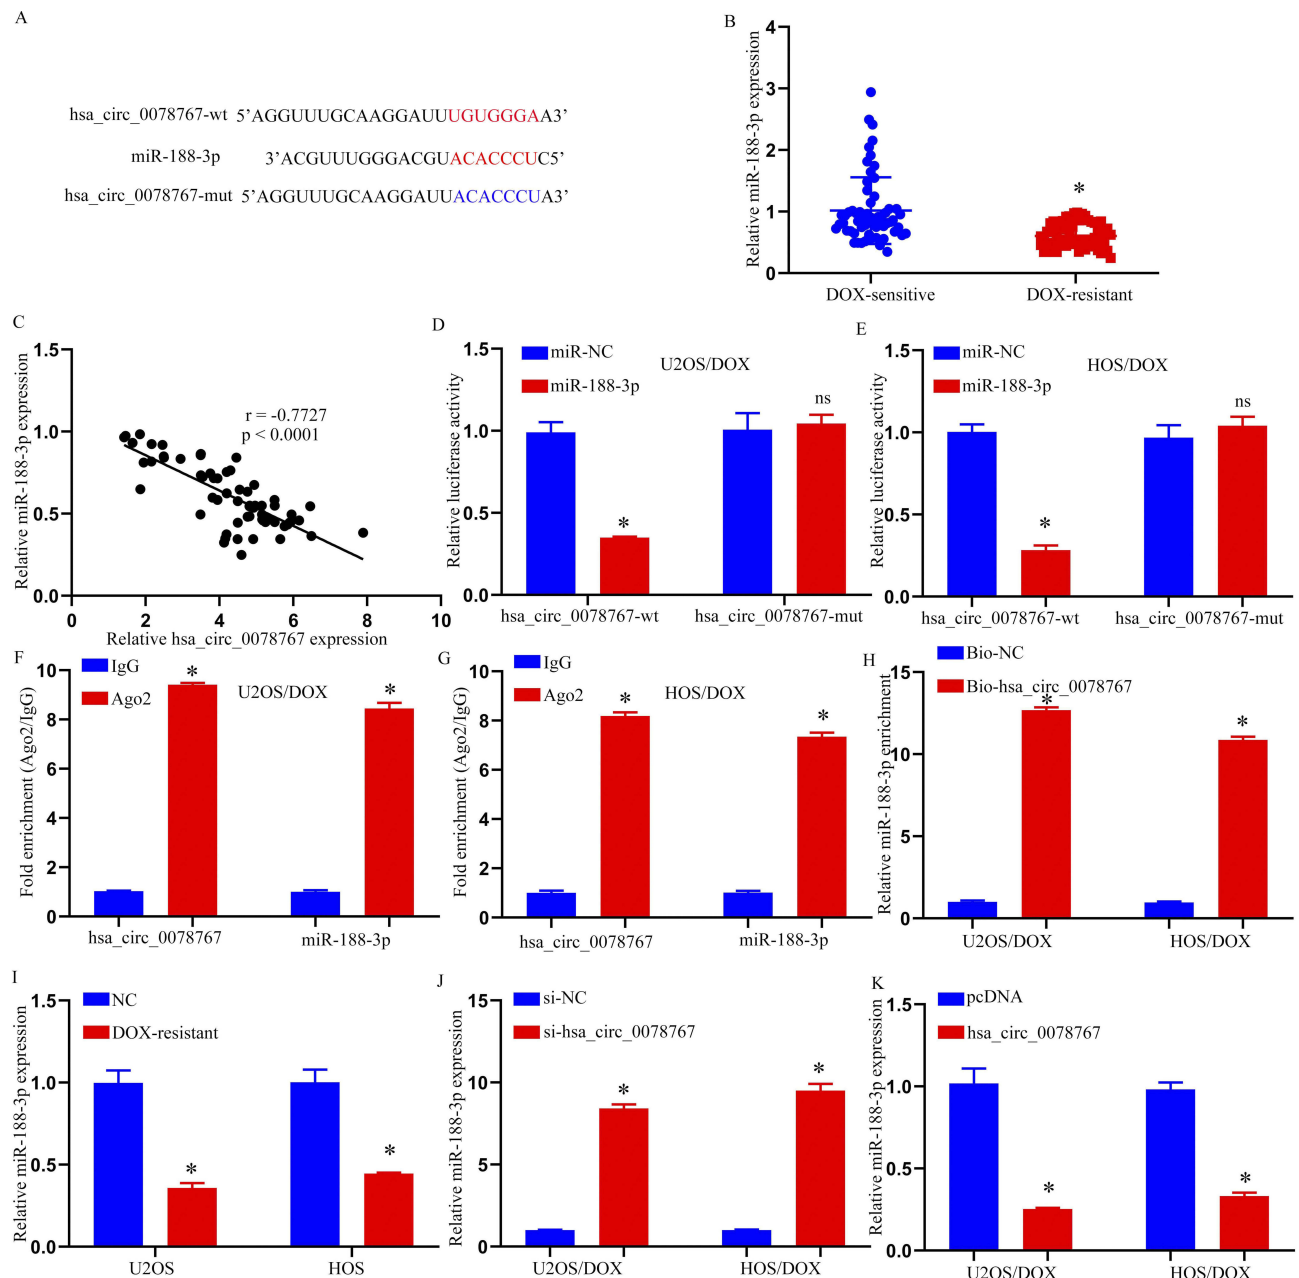 A
hsa_circ_0078767-wt 5’AGGUUUGCAAGGAUUUGUGGGAA3’
miR-188-3p 3’ACGUUUGGGACGUACACCCUC5’
hsa_circ_0078767-mut 5’AGGUUUGCAAGGAUUACACCCUA3’
B
Relative miR-188-3p expression
4
3
2
1
0
*
DOX-sensitive
DOX-resistant
C
Relative miR-188-3p expression
1.5
1.0
0.5
0.0
r = -0.7727
p < 0.0001
0 2 4 6 8 10
Relative hsa_circ_0078767 expression
D
Relative luciferase activity
miR-NC
miR-188-3p
U2OS/DOX
1.5
1.0
0.5
0.0
*
ns
hsa_circ_0078767-wt
hsa_circ_0078767-mut
E
Relative luciferase activity
miR-NC
miR-188-3p
HOS/DOX
1.5
1.0
0.5
0.0
*
ns
hsa_circ_0078767-wt
hsa_circ_0078767-mut
F
Fold enrichment (Ago2/IgG)
IgG
Ago2
U2OS/DOX
10
8
6
4
2
0
*
*
hsa_circ_0078767
miR-188-3p
G
Fold enrichment (Ago2/IgG)
IgG
Ago2
HOS/DOX
10
8
6
4
2
0
*
*
hsa_circ_0078767
miR-188-3p
H
Relative miR-188-3p enrichment
Bio-NC
Bio-hsa_circ_0078767
15
10
5
0
*
*
U2OS/DOX
HOS/DOX
I
Relative miR-188-3p expression
NC
DOX-resistant
1.5
1.0
0.5
0.0
*
*
U2OS
HOS
J
Relative miR-188-3p expression
si-NC
si-hsa_circ_0078767
15
10
5
0
*
*
U2OS/DOX
HOS/DOX
K
Relative miR-188-3p expression
pcDNA
hsa_circ_0078767
1.5
1.0
0.5
0.0
*
*
U2OS/DOX
HOS/DOX